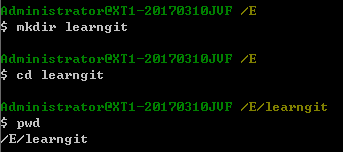 Administrator@XT1-20170310JVF /E
$ mkdir learngit
Administrator@XT1-20170310JVF /E
$ cd learngit
Administrator@XT1-20170310JVF /E/learngit
$ pwd
/E/learngit